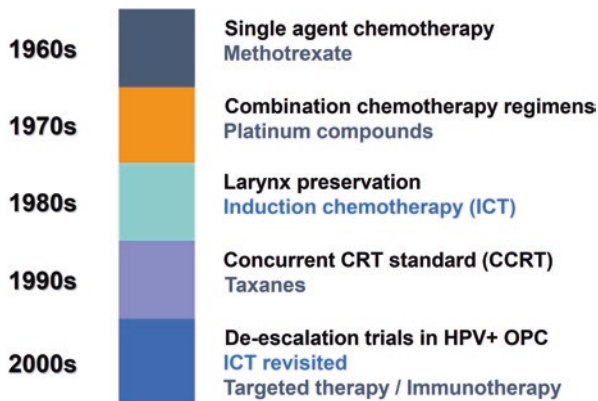 1960s
Single agent chemotherapy
Methotrexate
1970s
Combination chemotherapy regimens
Platinum compounds
1980s
Larynx preservation
Induction chemotherapy (ICT)
1990s
Concurrent CRT standard (CCRT)
Taxanes
2000s
De-escalation trials in HPV+ OPC
ICT revisited
Targeted therapy / Immunotherapy